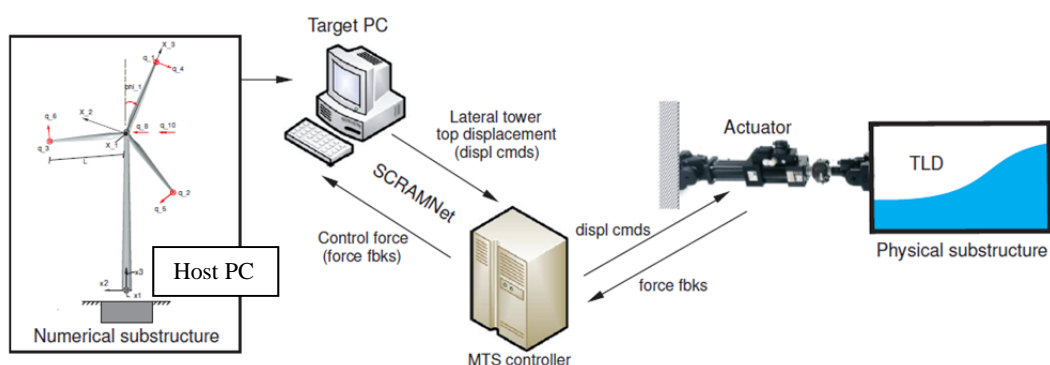 Target PC
X_3
q_1
q_4
phi_1
q_6
X_2
q_8
q_10
q_3
X_1
L
q_2
q_5
x3
x2
x1
Host PC
Numerical substructure
Lateral tower
top displacement
(displ cmds)
SCRAMNet
Control force
(force fbks)
MTS controller
Actuator
displ cmds
force fbks
TLD
Physical substructure